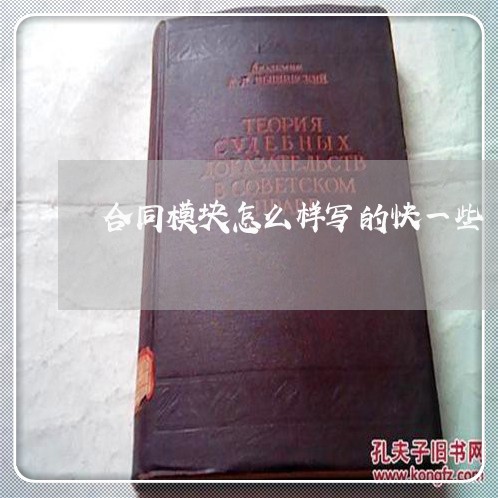 Академик
А. Я. ВЫШИНСКИЙ
ТЕОРИЯ
СУДЕБНЫХ
ДОКАЗАТЕЛЬСТВ
В СОВЕТСКОМ
ПРАВЕ
合同模块怎么样写的快一些
孔夫子旧书网
www.kongfz.com